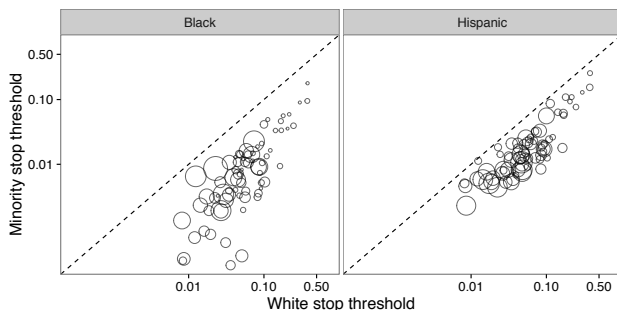 Black Hispanic
0.50
0.10
0.01
Minority stop threshold
0.01 0.10 0.50 0.01 0.10 0.50
White stop threshold